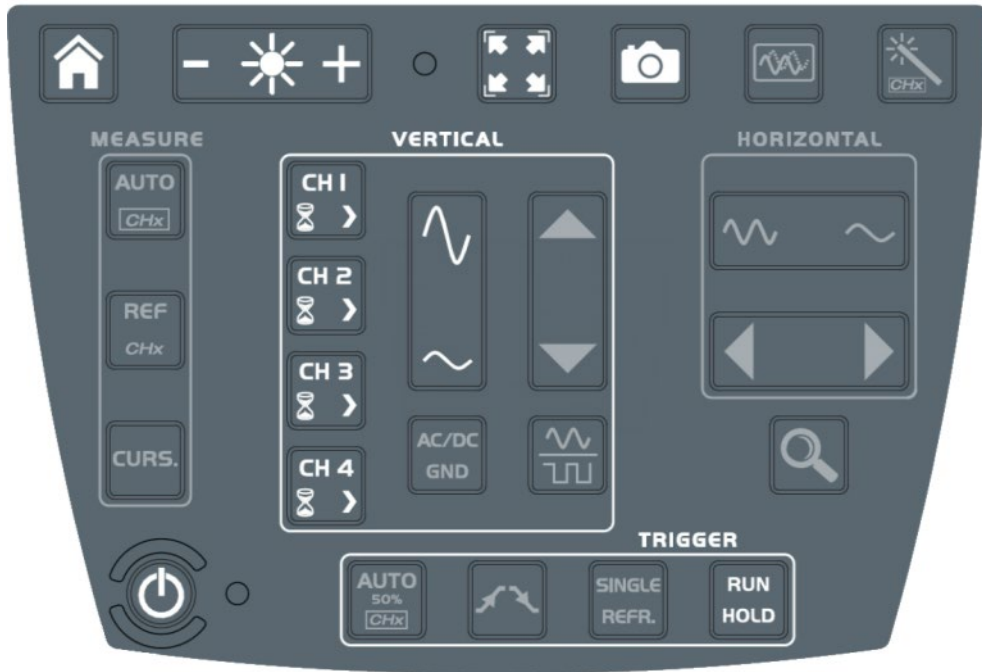 CHx
MEASURE
VERTICAL
HORIZONTAL
AUTO
CHx
REF
CHx
CURS.
CH 1
CH 2
CH 3
CH 4
AC/DC
GND
TRIGGER
AUTO
50%
CHx
SINGLE
REFR.
RUN
HOLD